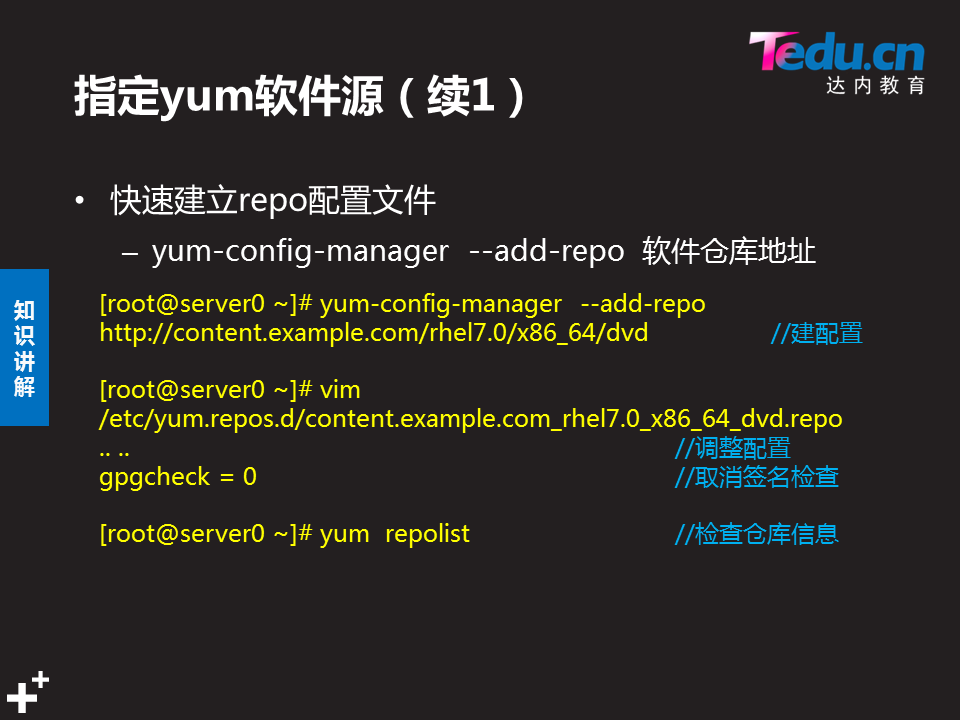 Tedu.cn
达内教育
指定yum软件源（续1）
• 快速建立repo配置文件
– yum-config-manager --add-repo 软件仓库地址
知识讲解
[root@server0 ~]# yum-config-manager --add-repo
http://content.example.com/rhel7.0/x86_64/dvd //建配置
[root@server0 ~]# vim
/etc/yum.repos.d/content.example.com_rhel7.0_x86_64_dvd.repo
.. .. //调整配置
gpgcheck = 0 //取消签名检查
[root@server0 ~]# yum repolist //检查仓库信息